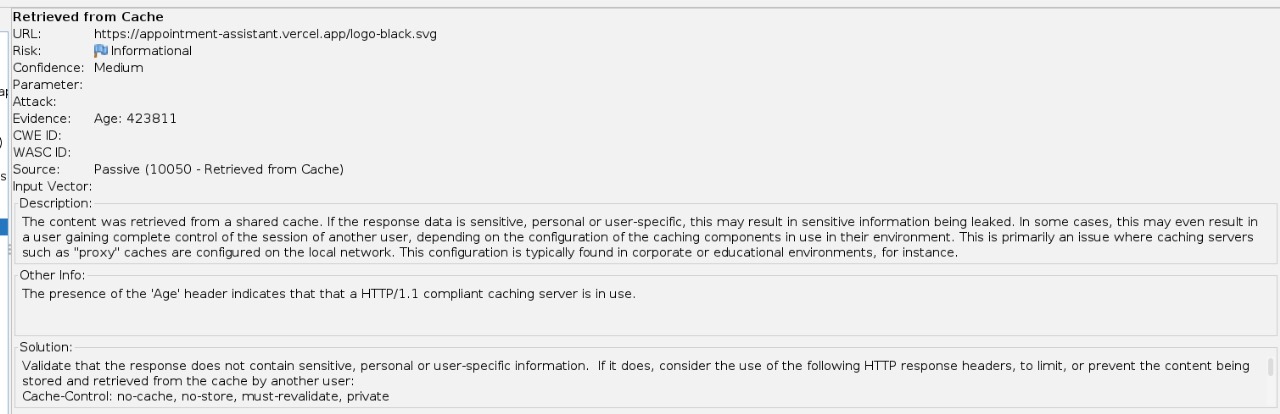 Retrieved from Cache
URL: https://appointment-assistant.vercel.app/logo-black.svg
Risk: Informational
Confidence: Medium
Parameter:
Attack:
Evidence: Age: 423811
CWE ID:
WASC ID:
Source: Passive (10050 - Retrieved from Cache)
Input Vector:
Description:
The content was retrieved from a shared cache. If the response data is sensitive, personal or user-specific, this may result in sensitive information being leaked. In some cases, this may even result in
a user gaining complete control of the session of another user, depending on the configuration of the caching components in use in their environment. This is primarily an issue where caching servers
such as "proxy" caches are configured on the local network. This configuration is typically found in corporate or educational environments, for instance.
Other Info:
The presence of the 'Age' header indicates that that a HTTP/1.1 compliant caching server is in use.
Solution:
Validate that the response does not contain sensitive, personal or user-specific information.  If it does, consider the use of the following HTTP response headers, to limit, or prevent the content being
stored and retrieved from the cache by another user:
Cache-Control: no-cache, no-store, must-revalidate, private